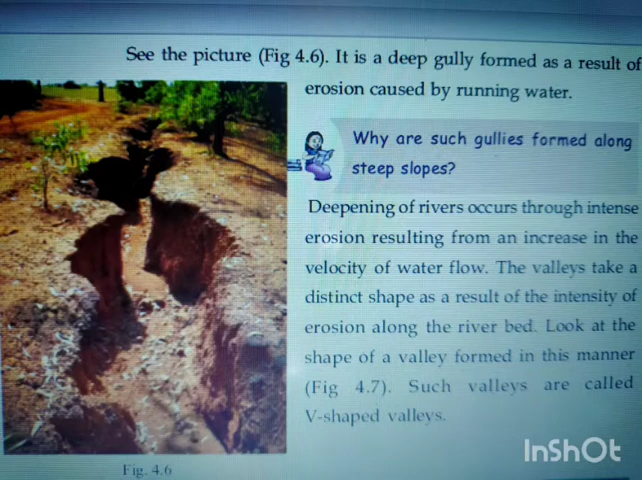 See the picture (Fig 4.6). It is a deep gully formed as a result of
erosion caused by running water.
Why are such gullies formed along
steep slopes?
Deepening of rivers occurs through intense
erosion resulting from an increase in the
velocity of water flow. The valleys take a
distinct shape as a result of the intensity of
erosion along the river bed. Look at the
shape of a valley formed in this manner
(Fig 4.7). Such valleys are called
V-shaped valleys.
Fig. 4.6
InShOt